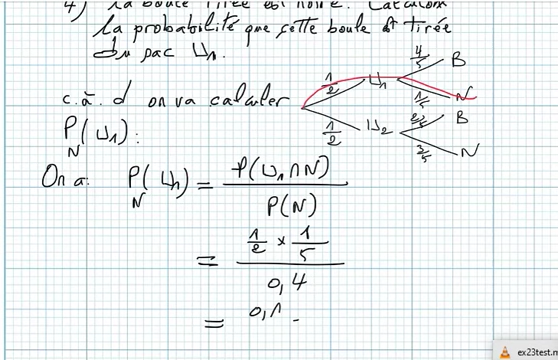 4) la boule tirée est noire. Calculons
la probabilité que cette boule est tirée
du sac U₁.
c.à.d on va calculer
P_N(U₁):
1/2 U₁ 4/5 B
1/5 N
1/2 U₂ 2/5 B
3/5 N
On a: P_N(U₁) = P(U₁∩N) / P(N)
= (1/2 × 1/5) / 0,4
= 0,1
ex23test.m